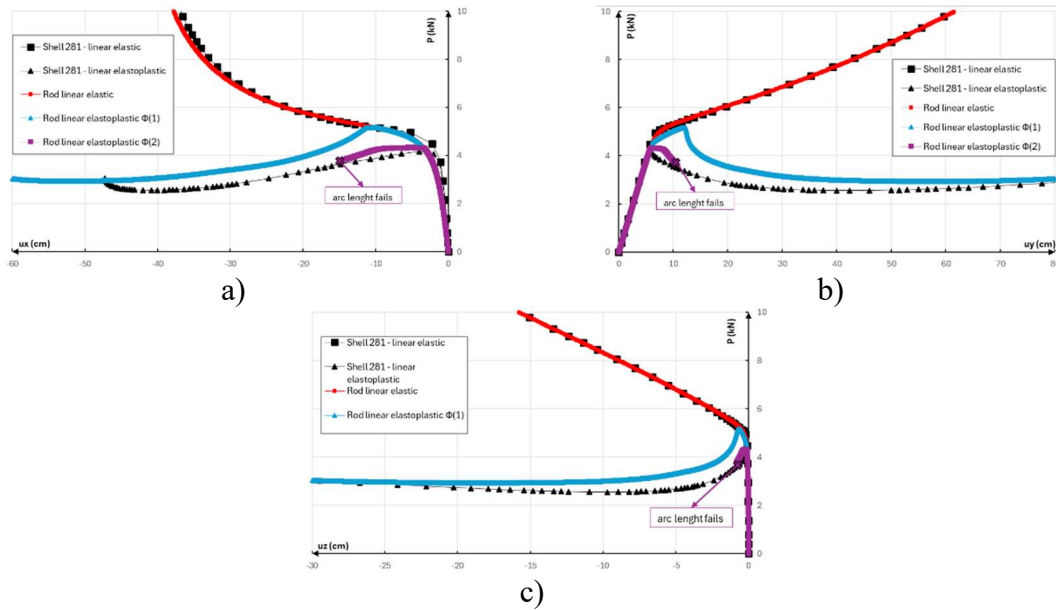 P (kN)
10
8
6
4
2
0
Shell 281 - linear elastic
Shell 281 - linear elastoplastic
Rod linear elastic
Rod linear elastoplastic Φ(1)
Rod linear elastoplastic Φ(2)
arc lenght fails
ux (cm)
-60
-50
-40
-30
-20
-10
0
a)
P (kN)
10
8
6
4
2
0
Shell 281 - linear elastic
Shell 281 - linear elastoplastic
Rod linear elastic
Rod linear elastoplastic Φ(1)
Rod linear elastoplastic Φ(2)
arc lenght fails
uy (cm)
0
10
20
30
40
50
60
70
80
b)
P (kN)
10
8
6
4
2
0
Shell 281 - linear elastic
Shell 281 - linear
elastoplastic
Rod linear elastic
Rod linear elastoplastic Φ(1)
arc lenght fails
uz (cm)
-30
-25
-20
-15
-10
-5
0
c)